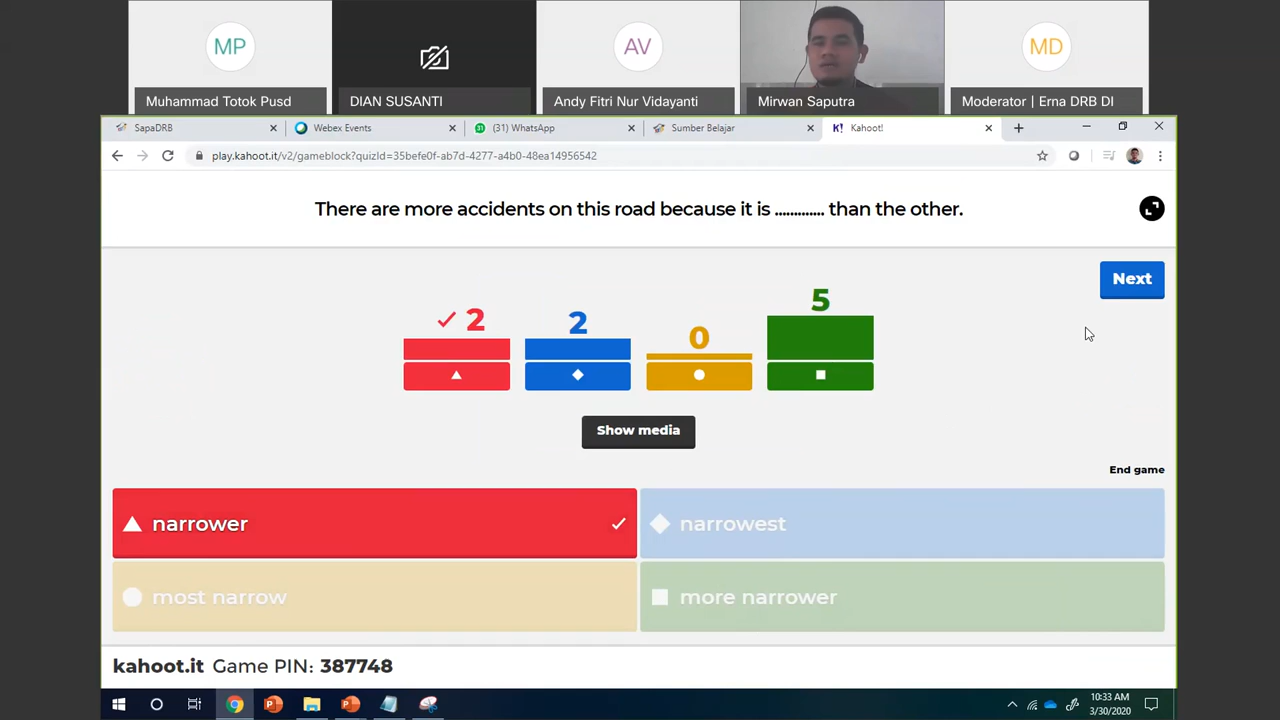 MP
AV
MD
Muhammad Totok Pusd
DIAN SUSANTI
Andy Fitri Nur Vidayanti
Mirwan Saputra
Moderator | Erna DRB DI
SapaDRB
Webex Events
(31) WhatsApp
Sumber Belajar
K! Kahoot!
play.kahoot.it/v2/gameblock?quizId=35befe0f-ab7d-4277-a4b0-48ea14956542
There are more accidents on this road because it is ............. than the other.
Next
2
2
0
5
Show media
End game
narrower
narrowest
most narrow
more narrower
kahoot.it Game PIN: 387748
10:33 AM
3/30/2020